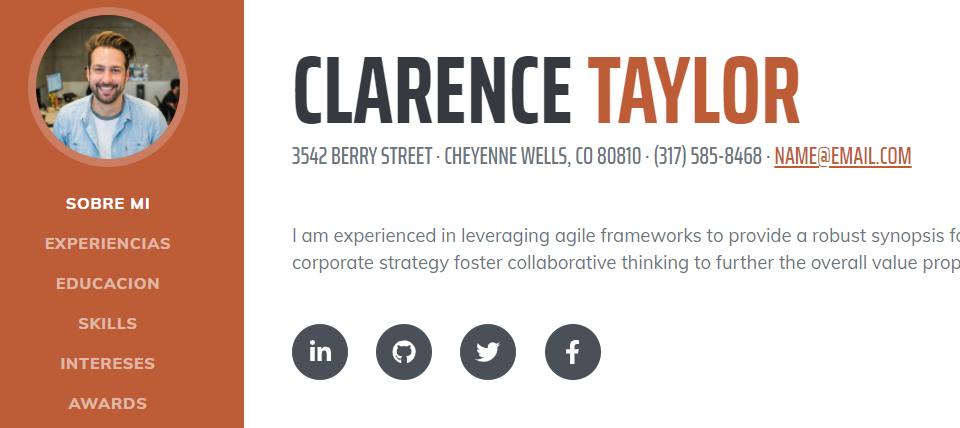 SOBRE MI
EXPERIENCIAS
EDUCACION
SKILLS
INTERESES
AWARDS
CLARENCE TAYLOR
3542 BERRY STREET · CHEYENNE WELLS, CO 80810 · (317) 585-8468 · NAME@EMAIL.COM
I am experienced in leveraging agile frameworks to provide a robust synopsis
corporate strategy foster collaborative thinking to further the overall value
in
f